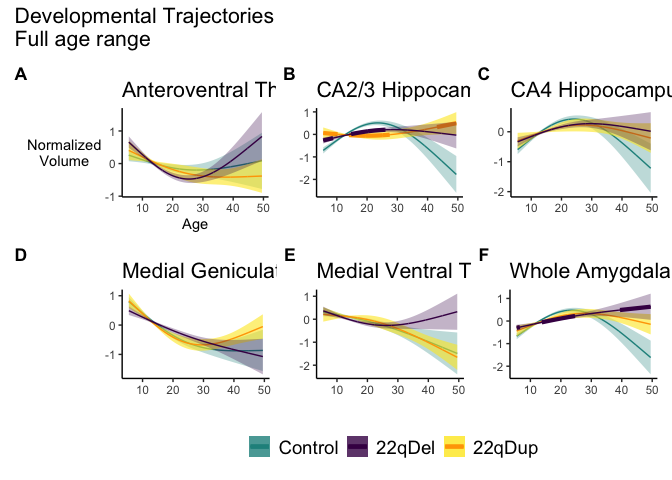 Developmental Trajectories
Full age range
A
Anteroventral Th
B
CA2/3 Hippocan
C
CA4 Hippocampu
Normalized
Volume
1
0
-1
10 20 30 40 50
Age
1
0
-1
-2
10 20 30 40 50
0
-1
-2
10 20 30 40 50
D
Medial Geniculat
E
Medial Ventral T
F
Whole Amygdala
1
0
-1
10 20 30 40 50
1
0
-1
-2
10 20 30 40 50
1
0
-1
-2
10 20 30 40 50
Control 22qDel 22qDup